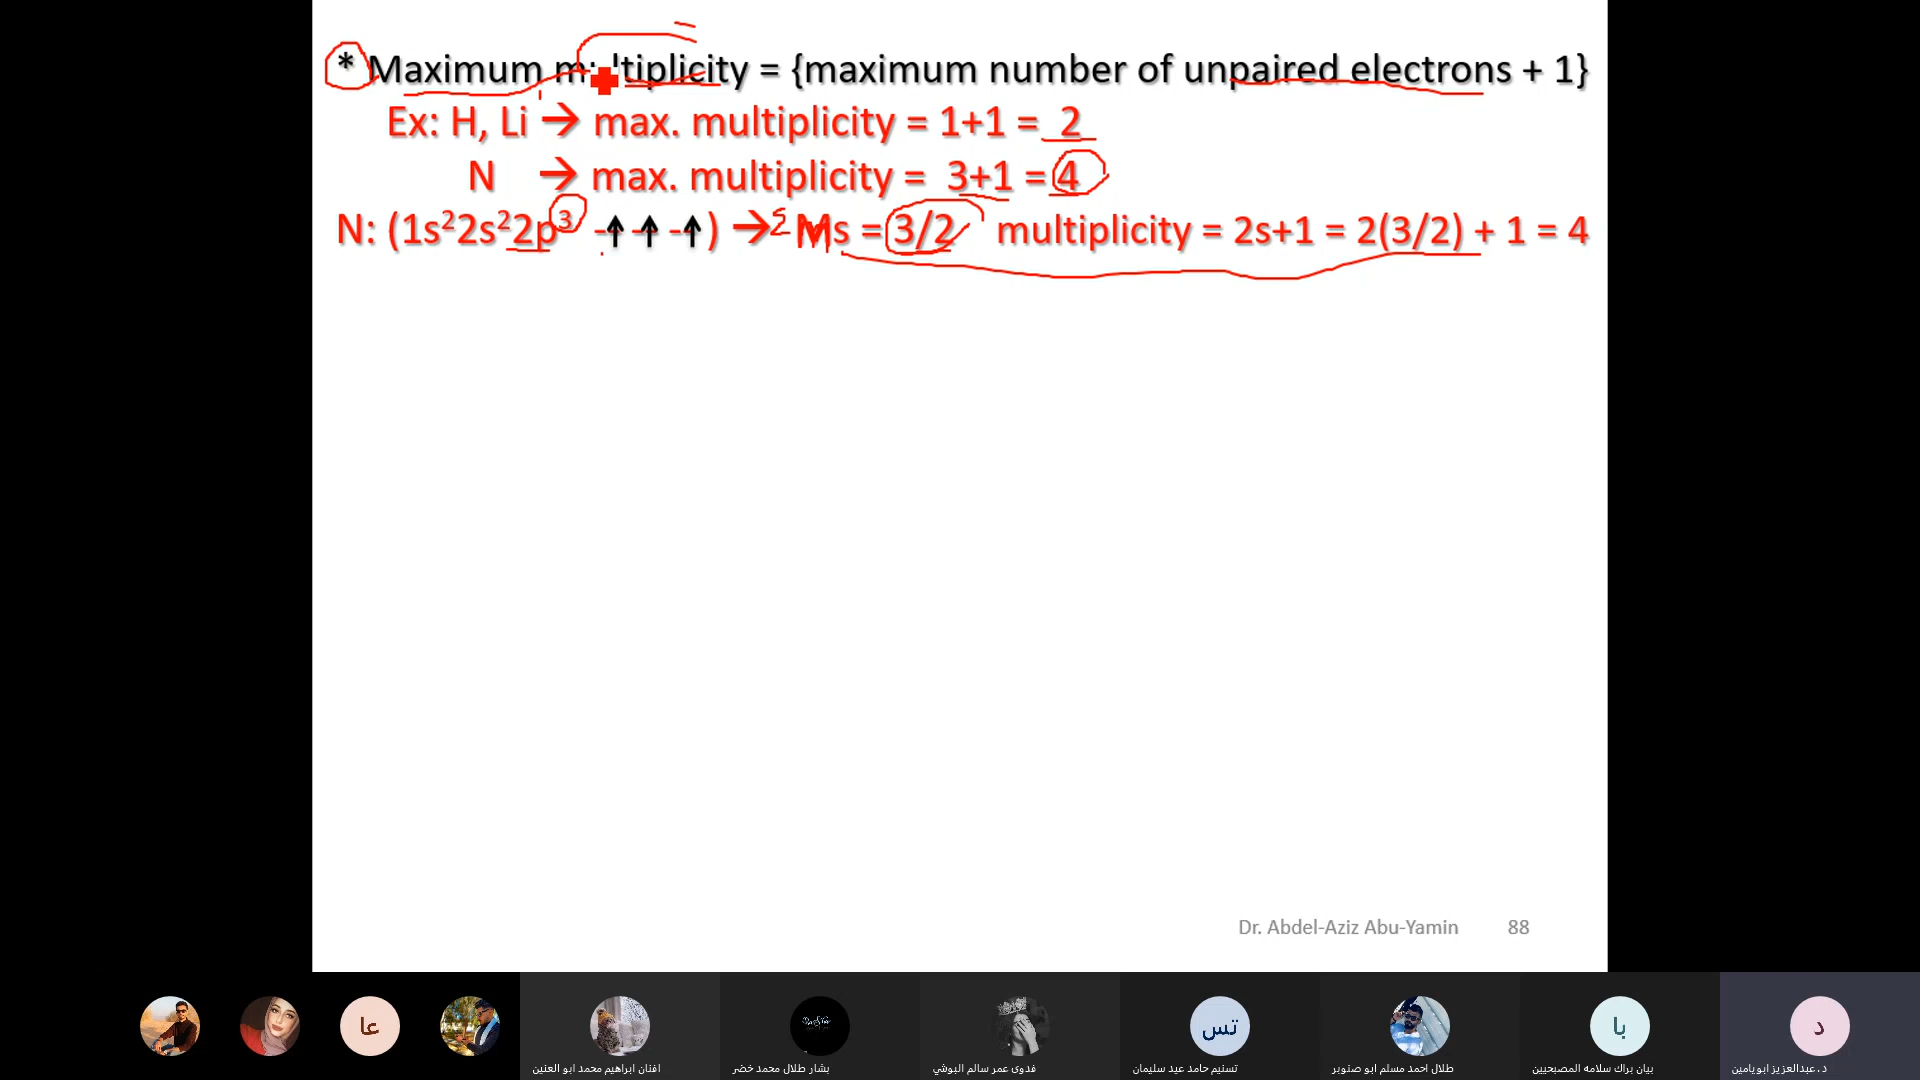 * Maximum multiplicity = {maximum number of unpaired electrons + 1}
Ex: H, Li → max. multiplicity = 1+1 = 2
N → max. multiplicity = 3+1 = 4
N: (1s²2s²2p³ -↑-↑ -↑) → Ms = 3/2 multiplicity = 2s+1 = 2(3/2) + 1 = 4
Dr. Abdel-Aziz Abu-Yamin 88
عا
تس
با
د
افنان ابراهيم محمد ابو العنين
بشار طلال محمد خضر
فدوى عمر سالم البوشي
تسنيم حامد عيد سليمان
طلال احمد مسلم ابو صنوبر
بيان براك سلامه المصبحيين
د.عبدالعزيز ابويامين